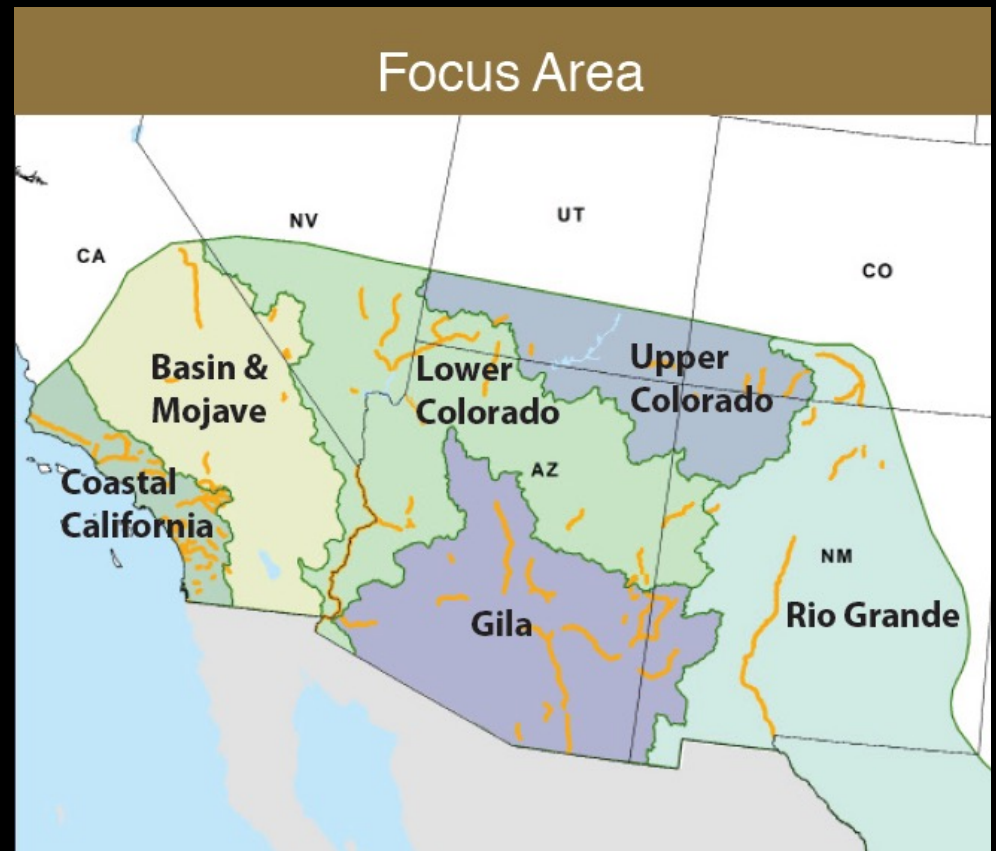 Focus Area
NV
UT
CA
CO
Basin &
Mojave
Lower
Colorado
Upper
Colorado
AZ
Coastal
California
NM
Gila
Rio Grande